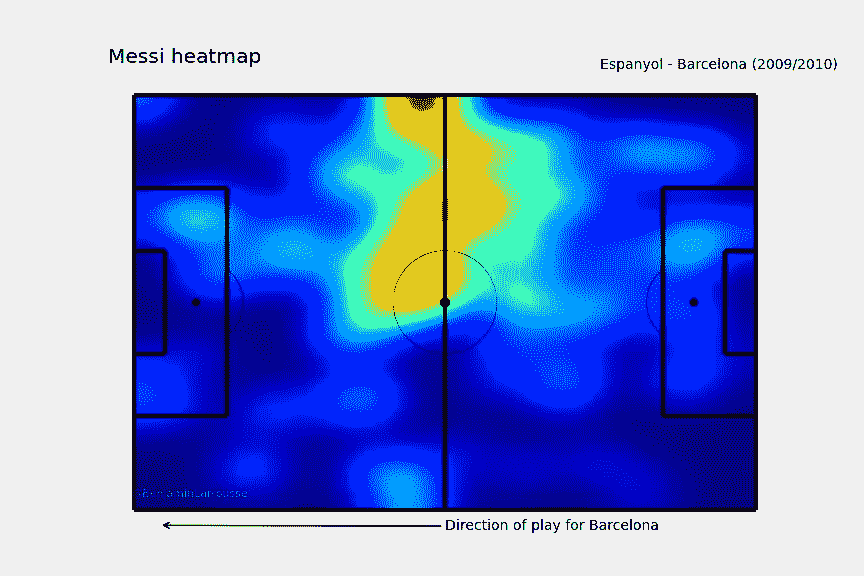 Messi heatmap
Espanyol - Barcelona (2009/2010)
Direction of play for Barcelona